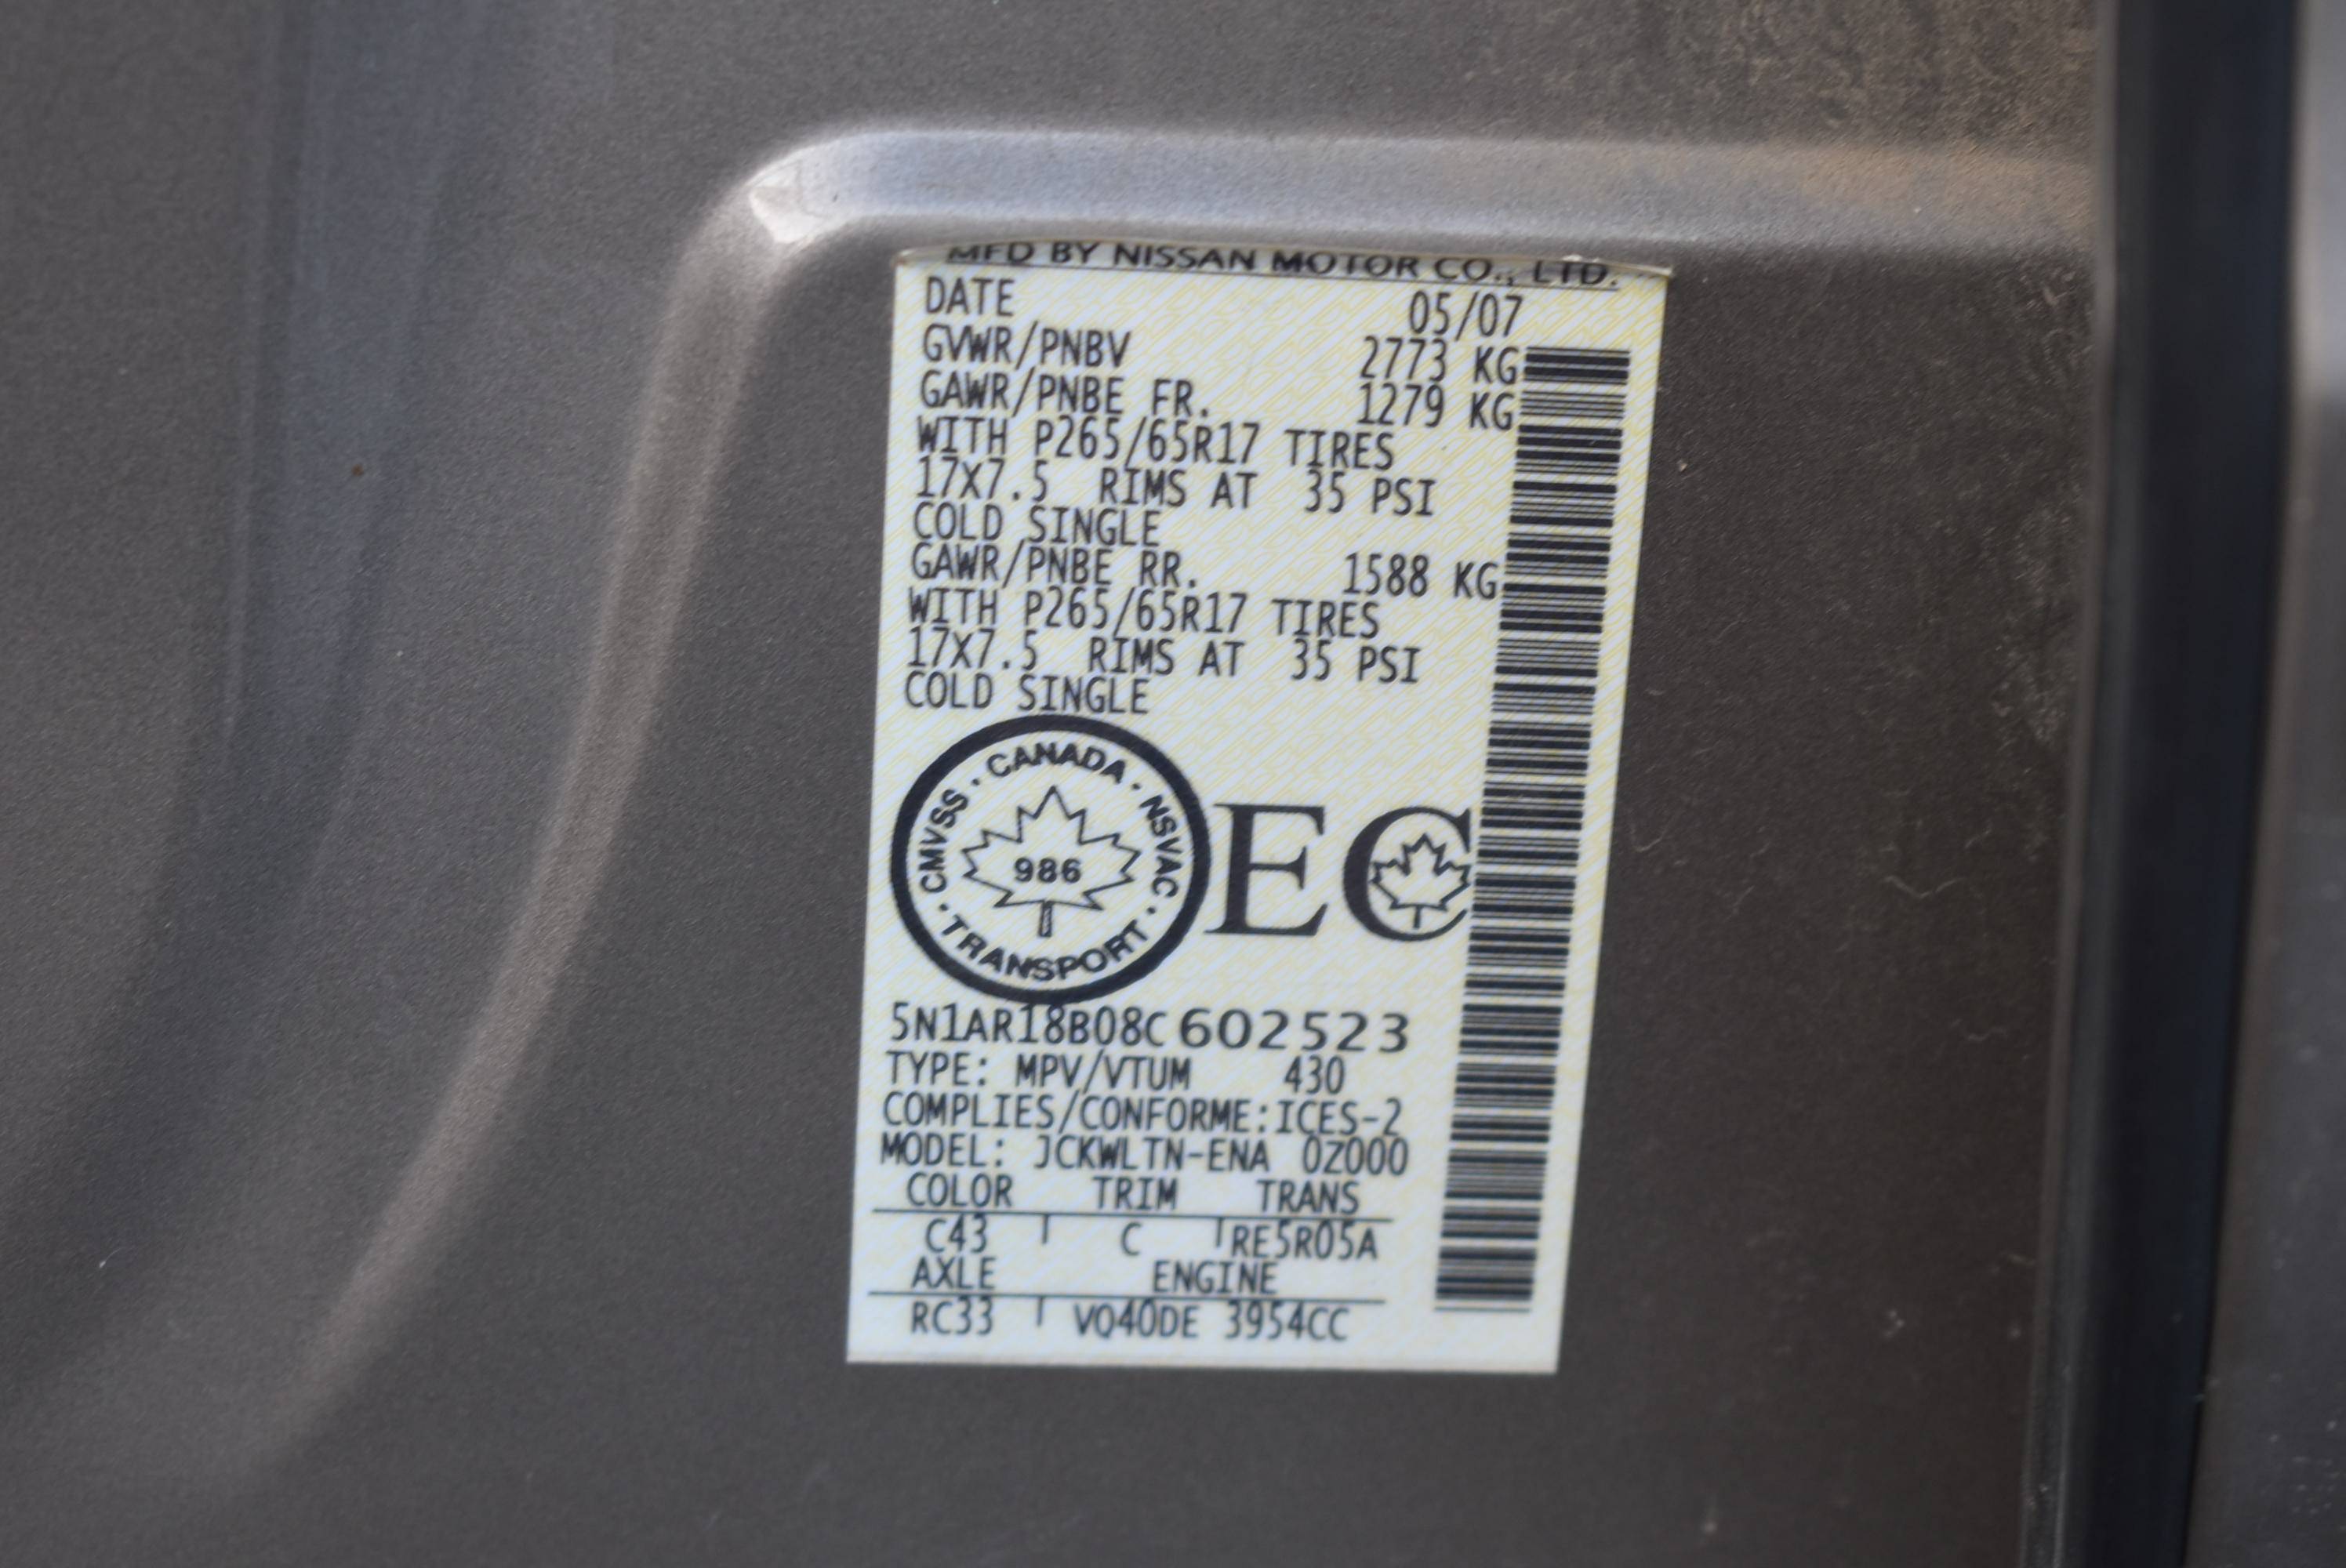 MFD BY NISSAN MOTOR CO., LTD.
DATE 05/07
GVWR/PNBV 2773 KG
GAWR/PNBE FR. 1279 KG
WITH P265/65R17 TIRES
17X7.5 RIMS AT 35 PSI
COLD SINGLE
GAWR/PNBE RR. 1588 KG
WITH P265/65R17 TIRES
17X7.5 RIMS AT 35 PSI
COLD SINGLE
CMVSS · CANADA · NSVAC · TRANSPORT ·
986
EC
5N1AR18B08C602523
TYPE: MPV/VTUM 430
COMPLIES/CONFORME:ICES-2
MODEL: JCKWLTN-ENA 0Z000
COLOR TRIM TRANS
C43 C RE5R05A
AXLE ENGINE
RC33 VQ40DE 3954CC